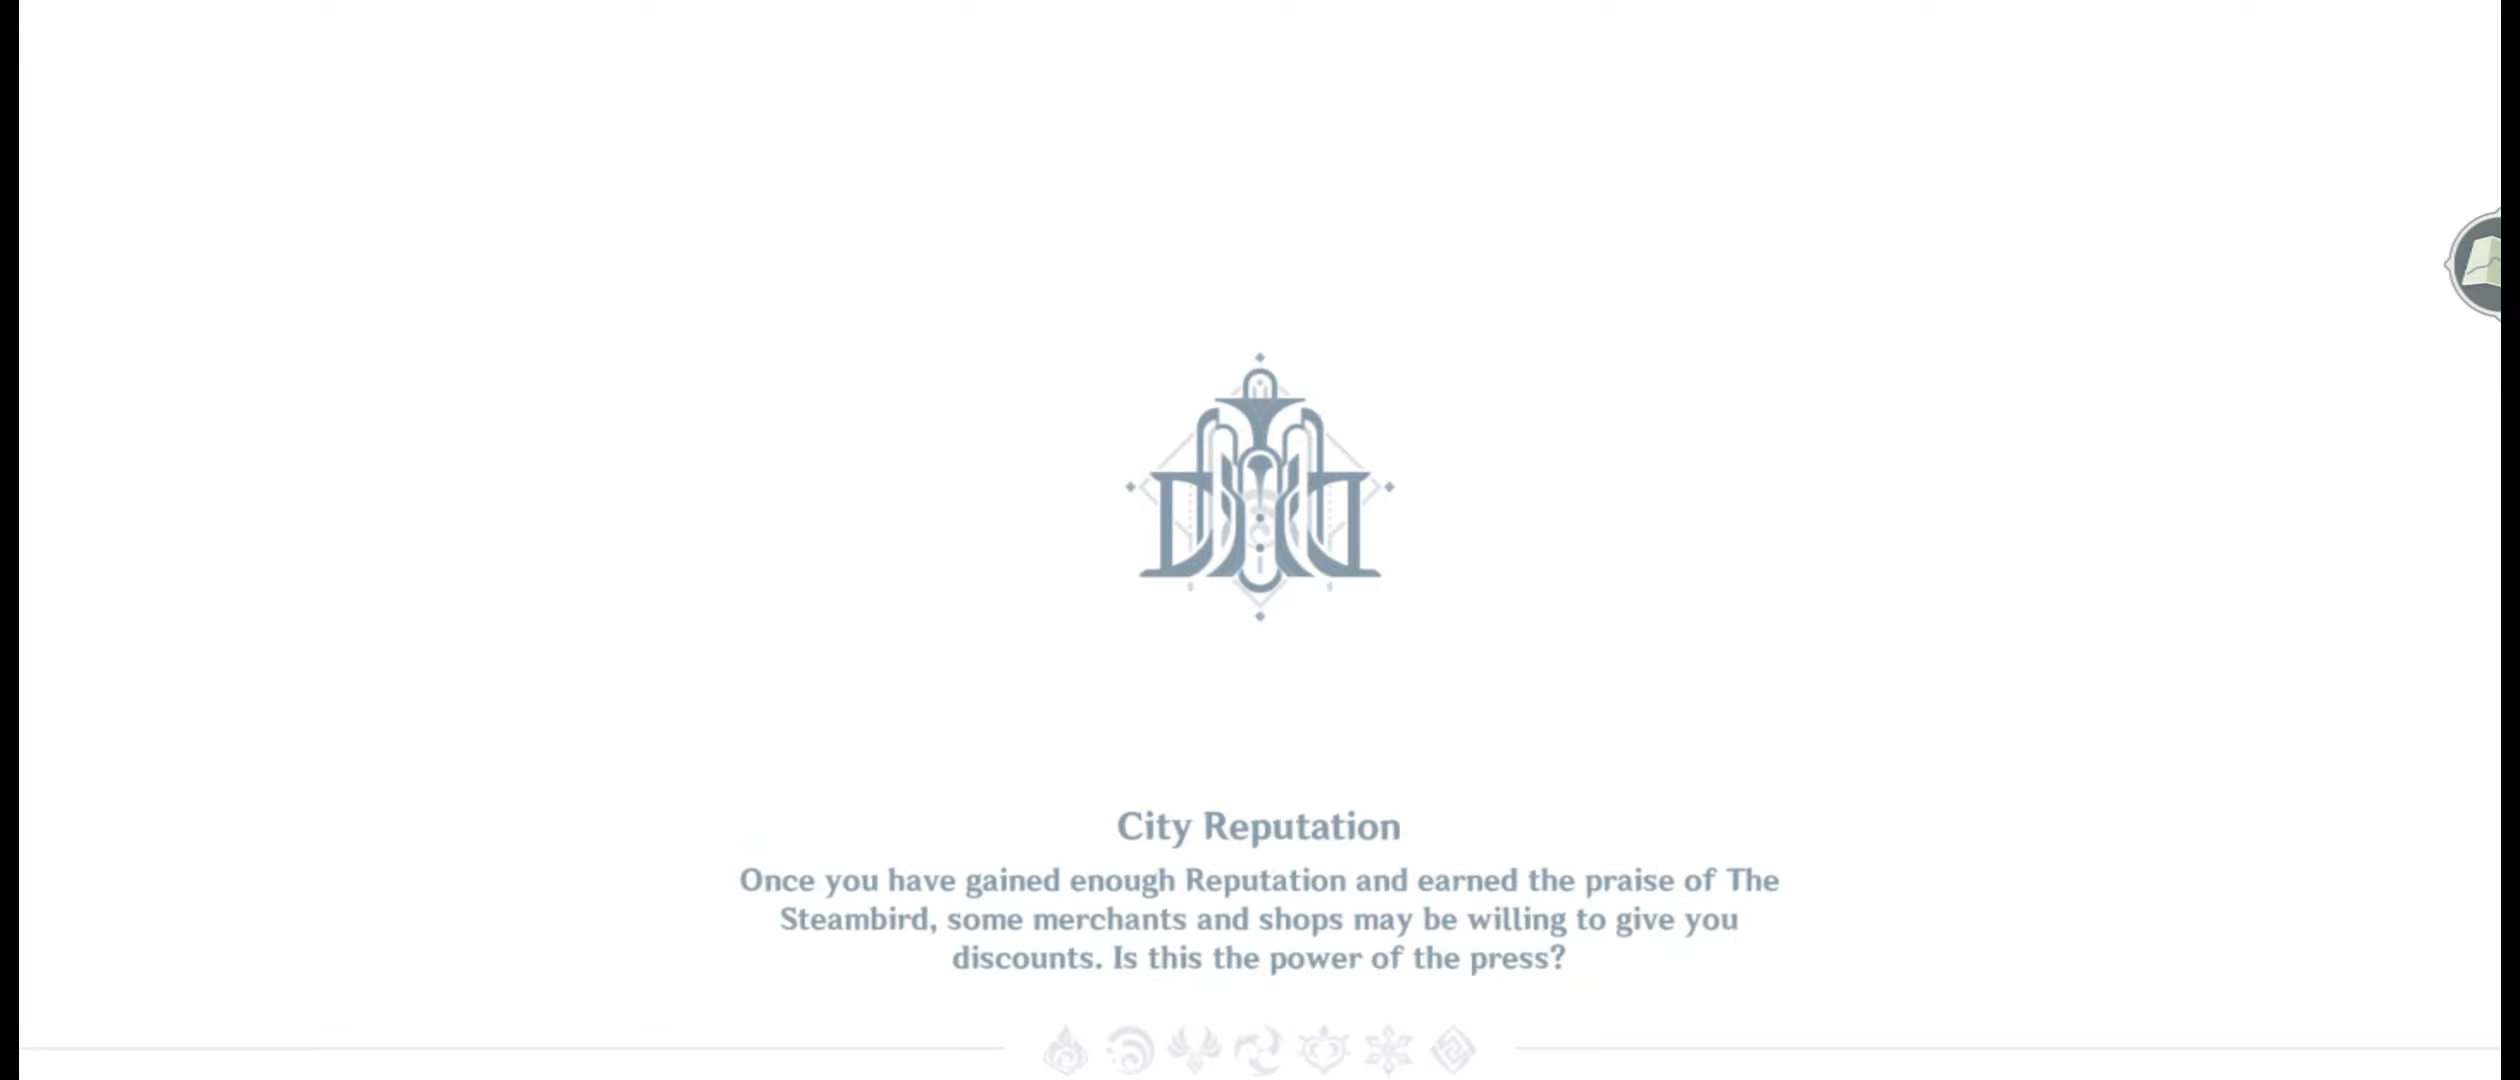 City Reputation
Once you have gained enough Reputation and earned the praise of The
Steambird, some merchants and shops may be willing to give you
discounts. Is this the power of the press?